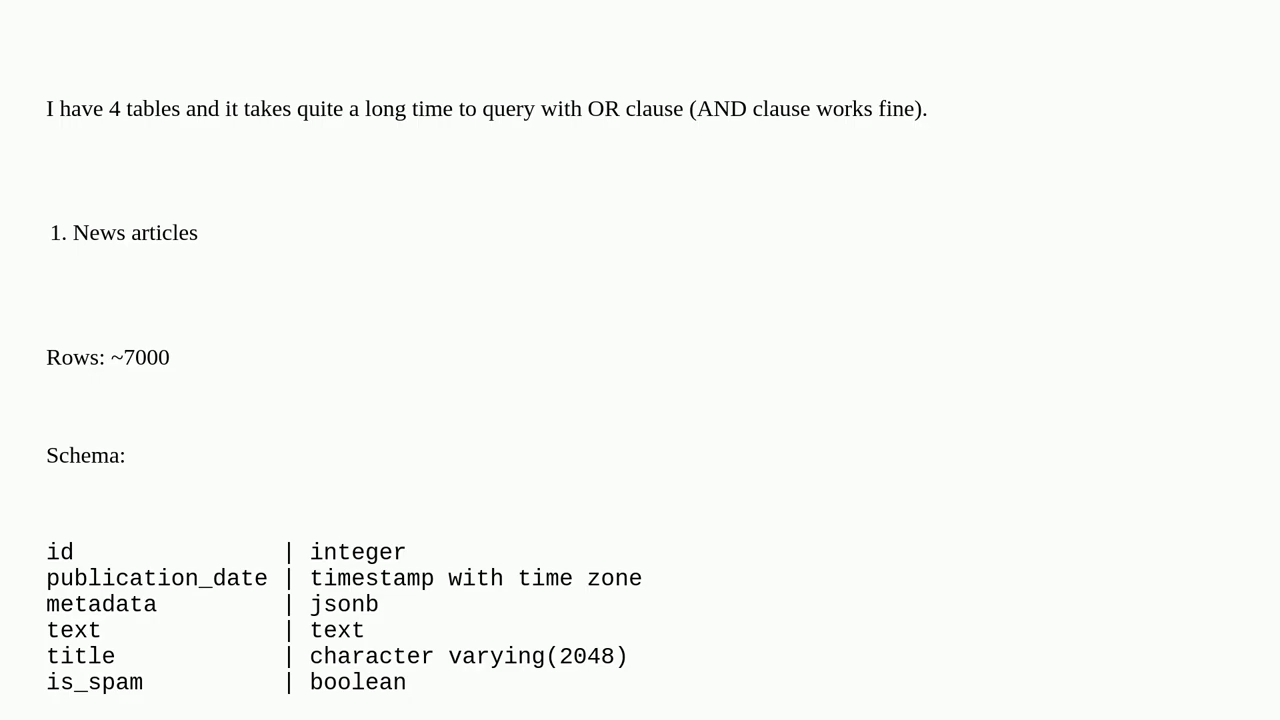 I have 4 tables and it takes quite a long time to query with OR clause (AND clause works fine).
1. News articles
Rows: ~7000
Schema:
id               | integer
publication_date | timestamp with time zone
metadata         | jsonb
text             | text
title            | character varying(2048)
is_spam          | boolean